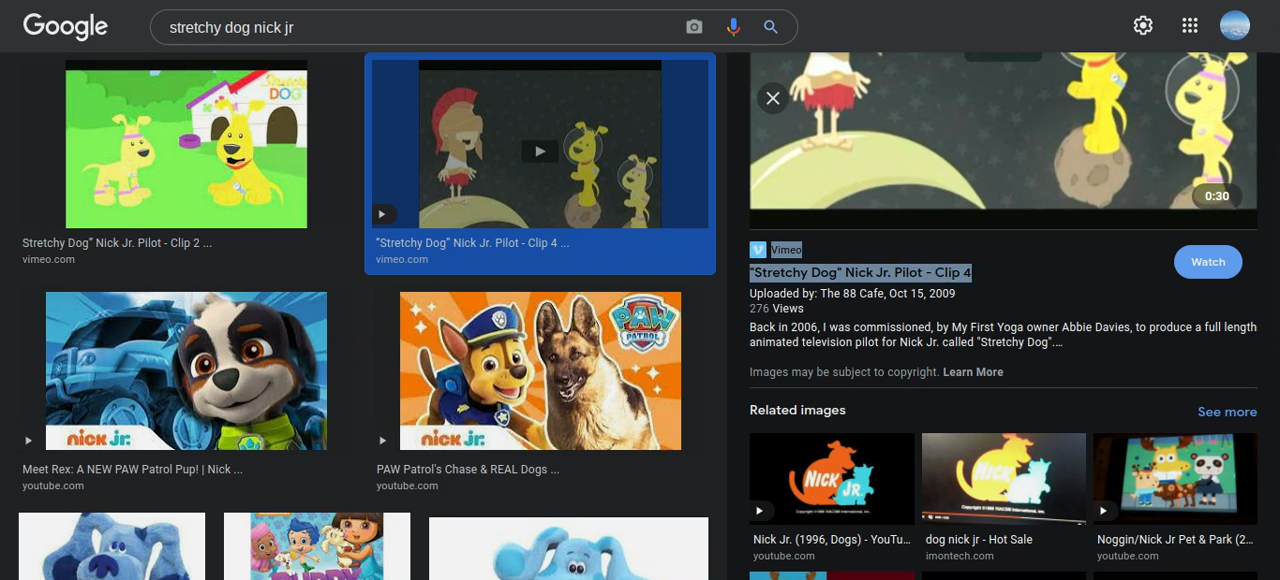 Google
stretchy dog nick jr
Stretchy
DOG
Stretchy Dog" Nick Jr. Pilot - Clip 2 ...
vimeo.com
"Stretchy Dog" Nick Jr. Pilot - Clip 4 ...
vimeo.com
nick jr.
Meet Rex: A NEW PAW Patrol Pup! | Nick ...
youtube.com
PAW
PATROL
nick jr.
PAW Patrol's Chase & REAL Dogs ...
youtube.com
PUPPY
0:30
Vimeo
"Stretchy Dog" Nick Jr. Pilot - Clip 4
Watch
Uploaded by: The 88 Cafe, Oct 15, 2009
276 Views
Back in 2006, I was commissioned, by My First Yoga owner Abbie Davies, to produce a full length
animated television pilot for Nick Jr. called "Stretchy Dog"....
Images may be subject to copyright. Learn More
Related images
See more
NICK
JR.
NICK
JR.
Nick Jr. (1996, Dogs) - YouTu...
youtube.com
dog nick jr - Hot Sale
imontech.com
Noggin/Nick Jr Pet & Park (2...
youtube.com